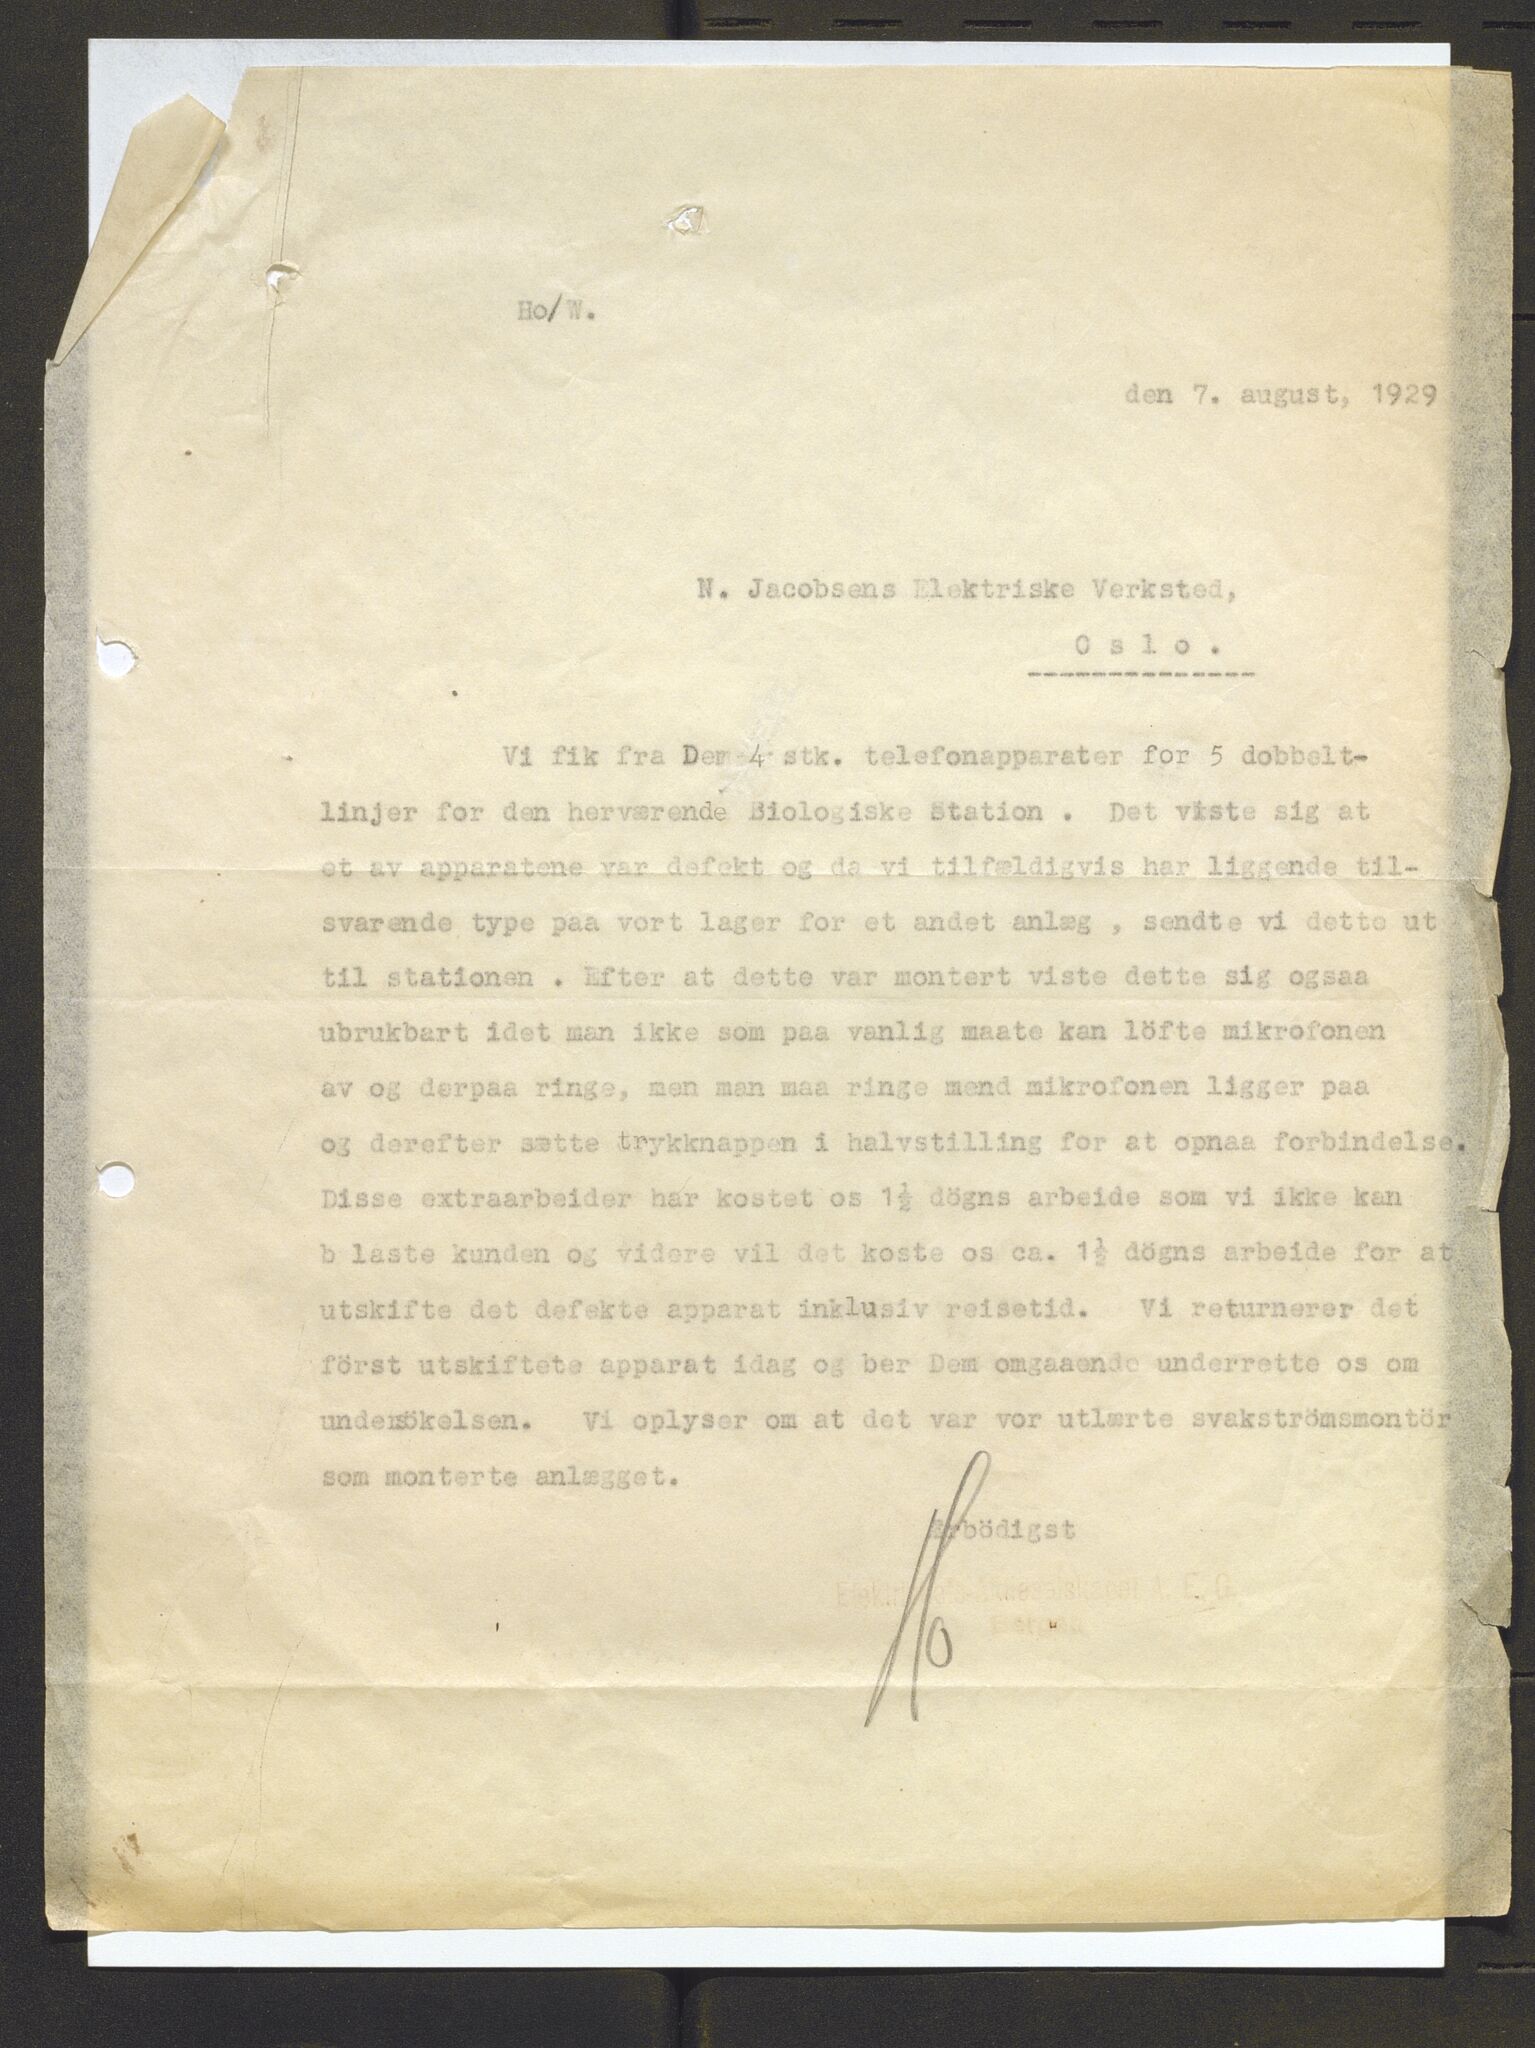 Ho/W.
den 7. august, 1929
N. Jacobsens Elektriske Verksted,
O s l o .
Vi fik fra Dem 4 stk. telefonapparater for 5 dobbelt-
linjer for den herværende Biologiske Station . Det viste sig at
et av apparatene var defekt og da vi tilfældigvis har liggende til-
svarende type paa vort lager for et andet anlæg , sendte vi dette ut
til stationen . Efter at dette var montert viste dette sig ogsaa
ubrukbart idet man ikke som paa vanlig maate kan löfte mikrofonen
av og derpaa ringe, men man maa ringe mend mikrofonen ligger paa
og derefter sætte trykknappen i halvstilling for at opnaa forbindelse.
Disse extraarbeider har kostet os 1½ dögns arbeide som vi ikke kan
b laste kunden og videre vil det koste os ca. 1½ dögns arbeide for at
utskifte det defekte apparat inklusiv reisetid. Vi returnerer det
först utskiftete apparat idag og ber Dem omgaaende underrette os om
undersökelsen. Vi oplyser om at det var vor utlærte svakströmsmontör
som monterte anlægget.
Erbödigst
A. E. G.
Ho